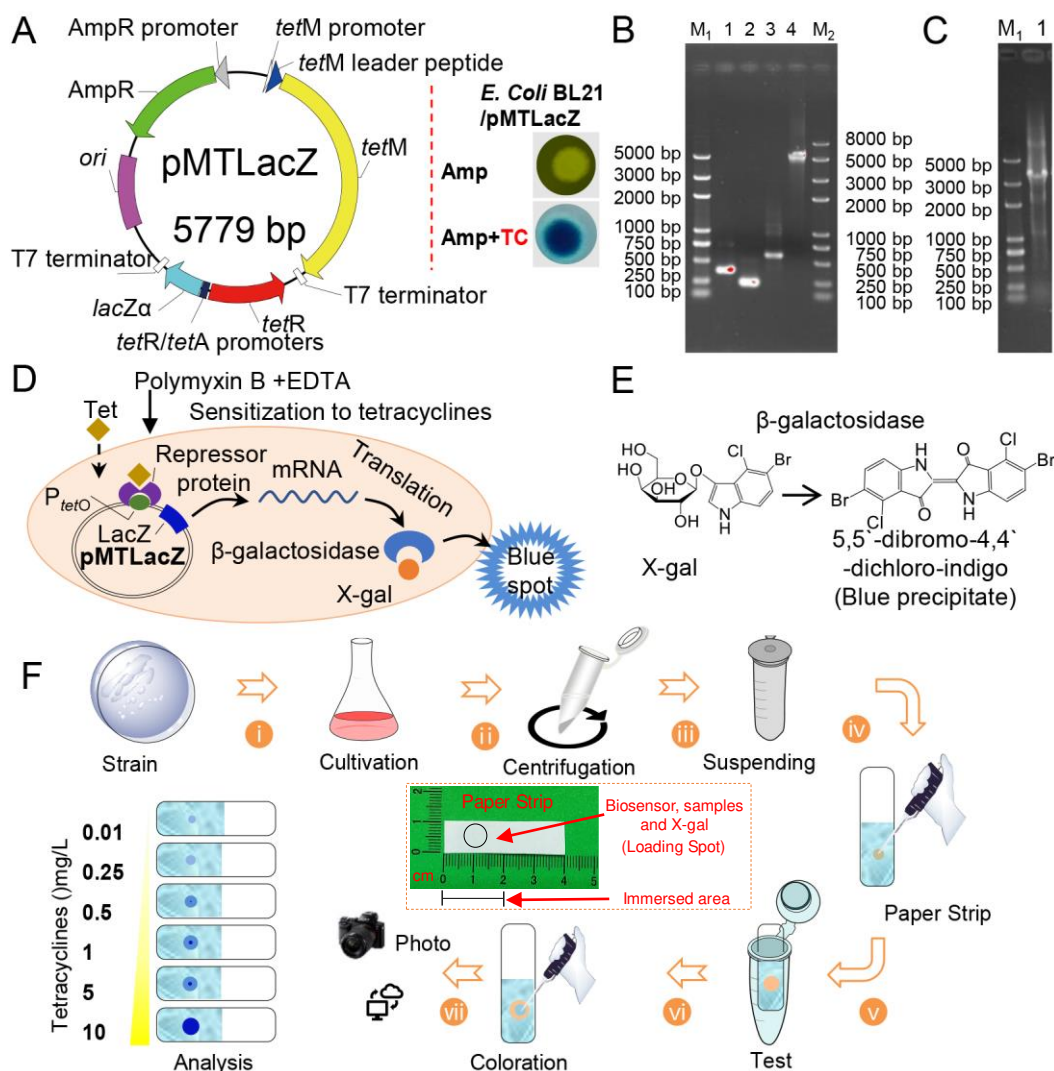 A
AmpR promoter
tetM promoter
tetM leader peptide
AmpR
ori
pMTLacZ
5779 bp
tetM
T7 terminator
T7 terminator
lacZα
tetR
tetR/tetA promoters
E. Coli BL21
/pMTLacZ
Amp
Amp+TC
B
M1 1 2 3 4 M2
5000 bp
3000 bp
2000 bp
1000 bp
750 bp
500 bp
250 bp
100 bp
8000 bp
5000 bp
3000 bp
2000 bp
1000 bp
750 bp
500 bp
250 bp
100 bp
C
M1 1
5000 bp
3000 bp
2000 bp
1000 bp
750 bp
500 bp
250 bp
100 bp
D
Polymyxin B +EDTA
Tet
Sensitization to tetracyclines
Repressor
protein
mRNA
Translation
PtetO
LacZ
pMTLacZ
β-galactosidase
X-gal
Blue
spot
E
β-galactosidase
HO
OH
OH
OH
O
O
Cl
Br
N
H
X-gal
H
N
O
Cl
Br
Br
Cl
O
N
H
5,5`-dibromo-4,4`
-dichloro-indigo
(Blue precipitate)
F
Strain
i
Cultivation
ii
Centrifugation
iii
Suspending
iv
Paper Strip
v
Test
vi
Coloration
vii
Photo
Paper Strip
2
1
0
cm
0 1 2 3 4 5
Biosensor, samples
and X-gal
(Loading Spot)
Immersed area
Tetracyclines ()mg/L
0.01
0.25
0.5
1
5
10
Analysis